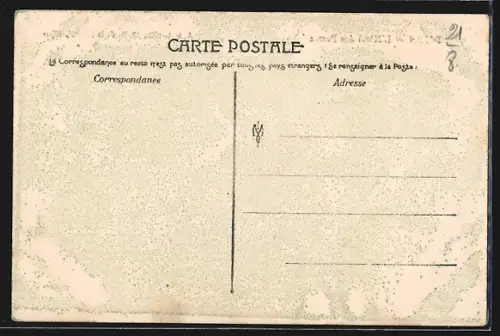 21
8
CARTE POSTALE
La Correspondance au recto n'est pas autorisée par tous les pays étrangers (Se renseigner à la Poste)
Correspondance
Adresse